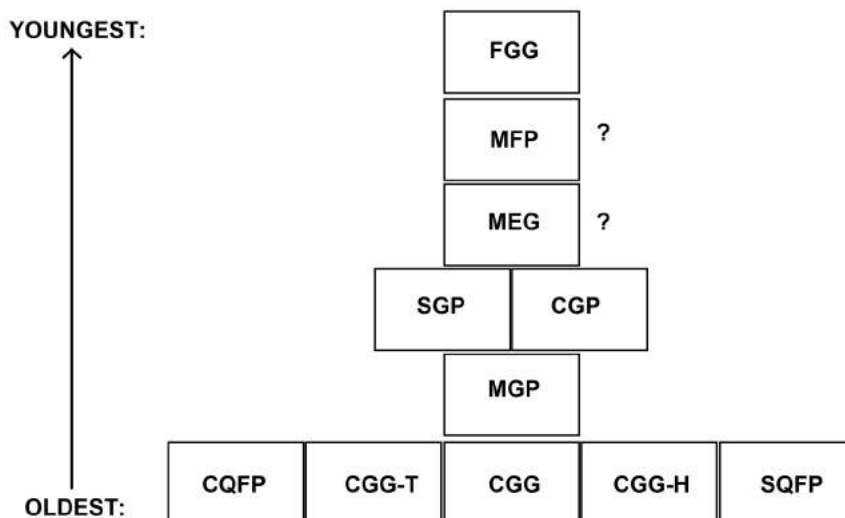 YOUNGEST:
FGG
MFP ?
MEG ?
SGP CGP
MGP
CQFP CGG-T CGG CGG-H SQFP
OLDEST: